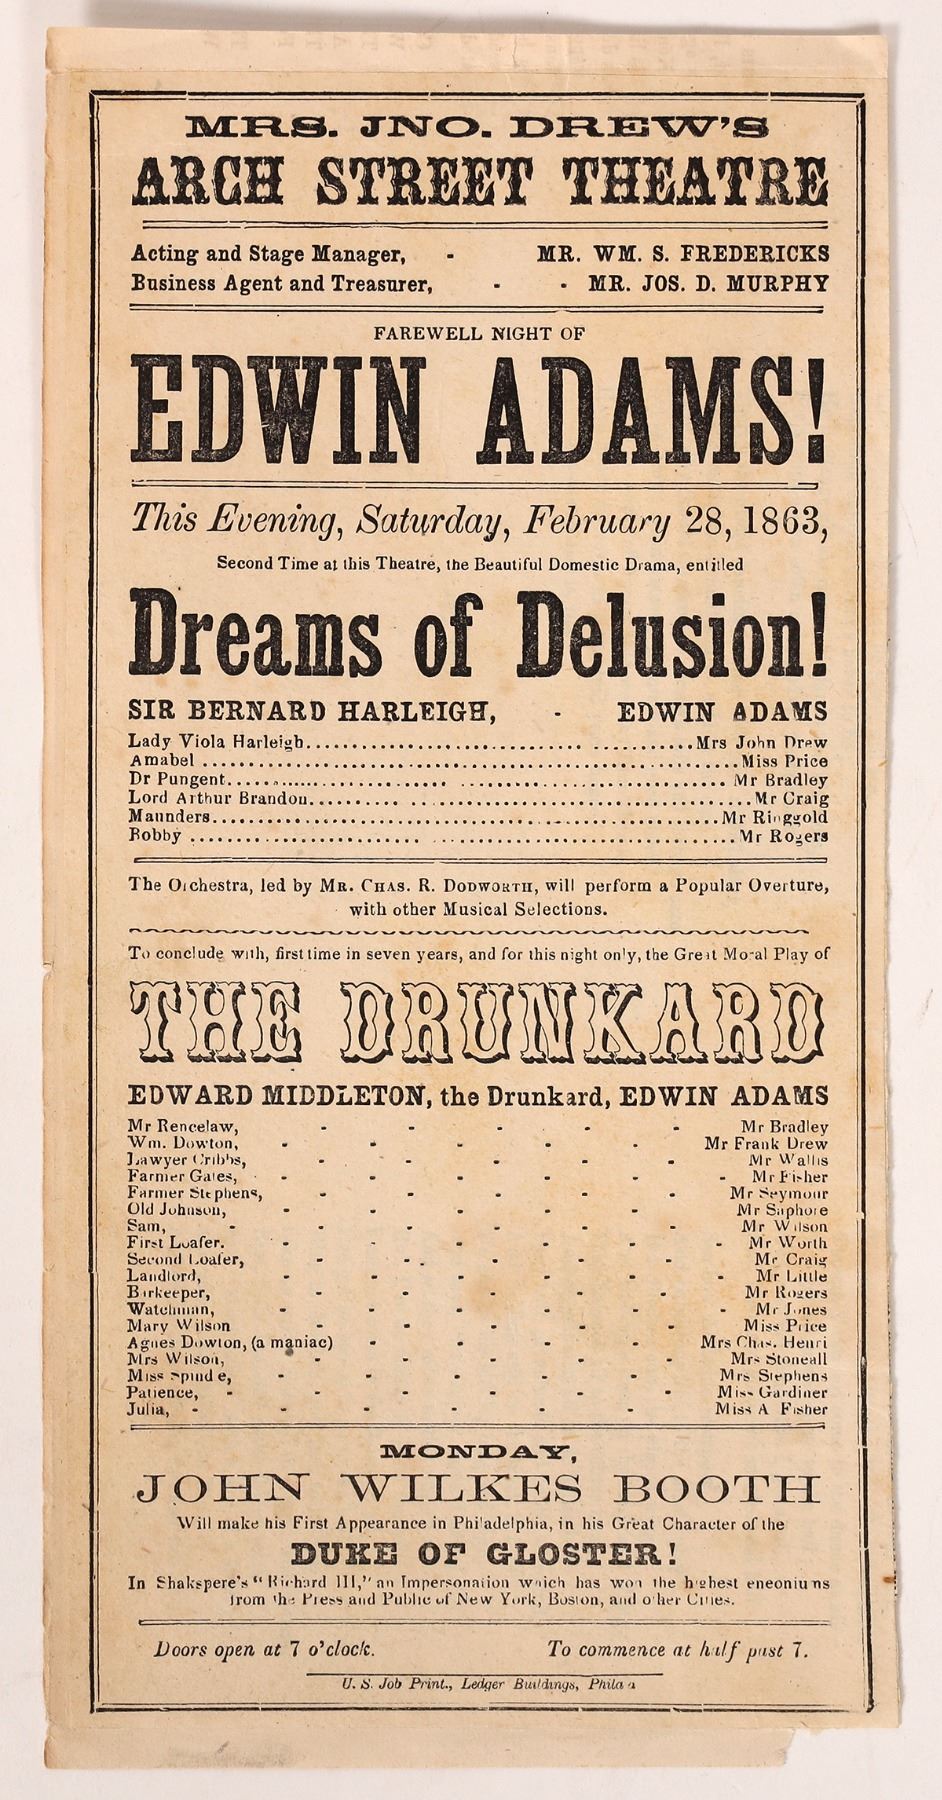 MRS. JNO. DREW'S
ARCH STREET THEATRE
Acting and Stage Manager, - MR. WM. S. FREDERICKS
Business Agent and Treasurer, - - MR. JOS. D. MURPHY
FAREWELL NIGHT OF
EDWIN ADAMS!
This Evening, Saturday, February 28, 1863,
Second Time at this Theatre, the Beautiful Domestic Drama, entitled
Dreams of Delusion!
SIR BERNARD HARLEIGH, - EDWIN ADAMS
Lady Viola Harleigh........Mrs John Drew
Amabel ........Miss Price
Dr Pungent........Mr Bradley
Lord Arthur Brandon........Mr Craig
Maunders........Mr Ringgold
Bobby ........Mr Rogers
The Orchestra, led by MR. CHAS. R. DODWORTH, will perform a Popular Overture,
with other Musical Selections.
To conclude with, first time in seven years, and for this night only, the Great Moral Play of
THE DRUNKARD
EDWARD MIDDLETON, the Drunkard, EDWIN ADAMS
Mr Rencelaw, - - - - - Mr Bradley
Wm. Dowton, - - - - - Mr Frank Drew
Lawyer Cribbs, - - - - - Mr Wallis
Farmer Gates, - - - - - - Mr Fisher
Farmer Stephens, - - - - - Mr Seymour
Old Johnson, - - - - - Mr Saphore
Sam, - - - - - - Mr Wilson
First Loafer. - - - - - - Mr Worth
Second Loafer, - - - - - Mr Craig
Landlord, - - - - - - Mr Little
Barkeeper, - - - - - Mr Rogers
Watchman, - - - - - - Mr Jones
Mary Wilson - - - - - Miss Price
Agnes Dowton, (a maniac) - - - - - Mrs Chas. Henri
Mrs Wilson, - - - - - Mrs Stoneall
Miss Spindle, - - - - - Mrs Stephens
Patience, - - - - - - Miss Gardiner
Julia, - - - - - - Miss A Fisher
MONDAY,
JOHN WILKES BOOTH
Will make his First Appearance in Philadelphia, in his Great Character of the
DUKE OF GLOSTER!
In Shakspere's "Richard III," an Impersonation which has won the highest eneoniums
from the Press and Public of New York, Boston, and other Cities.
Doors open at 7 o'clock. To commence at half past 7.
U. S. Job Print., Ledger Buildings, Philada